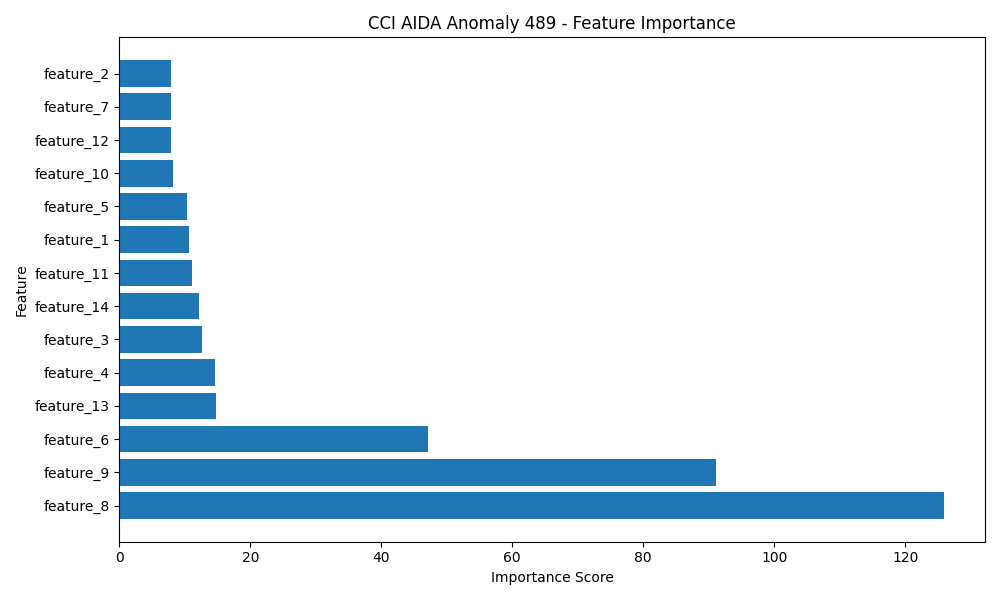 CCI AIDA Anomaly 489 - Feature Importance
feature_2
feature_7
feature_12
feature_10
feature_5
feature_1
feature_11
feature_14
feature_3
feature_4
feature_13
feature_6
feature_9
feature_8
Feature
0 20 40 60 80 100 120
Importance Score